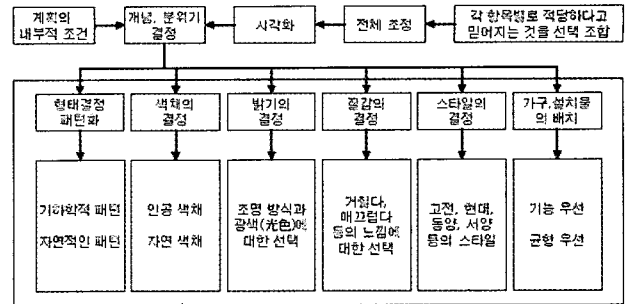 계획의
내부적 조건
개념, 분위기
결정
시각화
전체 조정
각 항목별로 적당하다고
믿어지는 것을 선택 조합
형태결정
패턴화
색채의
결정
밝기의
결정
질감의
결정
스타일의
결정
가구,설치물
의 배치
기하학적 패턴
자연적인 패턴
인공 색채
자연 색채
조명 방식과
광색(光色)에
대한 선택
거칠다,
매끄럽다
등의 느낌에
대한 선택
고전, 현대,
동양, 서양
등의 스타일
기능 우선
균형 우선